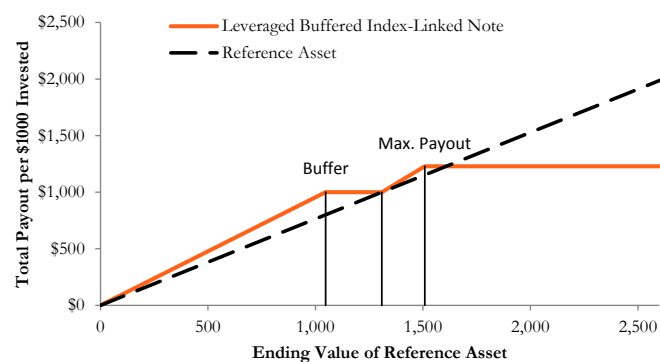 Leveraged Buffered Index-Linked Note
Reference Asset
Total Payout per $1000 Invested
$2,500
$2,000
$1,500
$1,000
$500
$0
Buffer
Max. Payout
0
500
1,000
1,500
2,000
2,500
Ending Value of Reference Asset